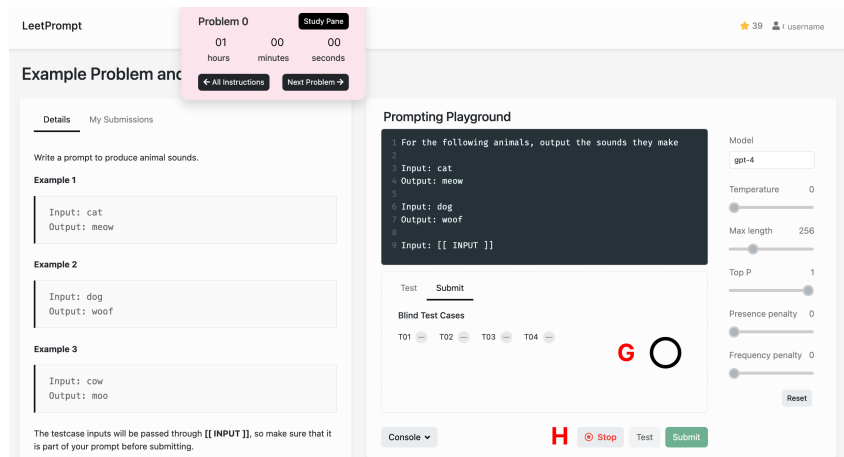 LeetPrompt
Problem 0
Study Pane
01 00 00
hours minutes seconds
← All Instructions
Next Problem →
39
username
Example Problem and
Details
My Submissions
Write a prompt to produce animal sounds.
Example 1
Input: cat
Output: meow
Example 2
Input: dog
Output: woof
Example 3
Input: cow
Output: moo
The testcase inputs will be passed through [[ INPUT ]], so make sure that it
is part of your prompt before submitting.
Prompting Playground
1 For the following animals, output the sounds they make
2
3 Input: cat
4 Output: meow
5
6 Input: dog
7 Output: woof
8
9 Input: [[ INPUT ]]
Test
Submit
Blind Test Cases
T01 — T02 — T03 — T04 —
G
Console
H
Stop
Test
Submit
Model
gpt-4
Temperature 0
Max length 256
Top P 1
Presence penalty 0
Frequency penalty 0
Reset